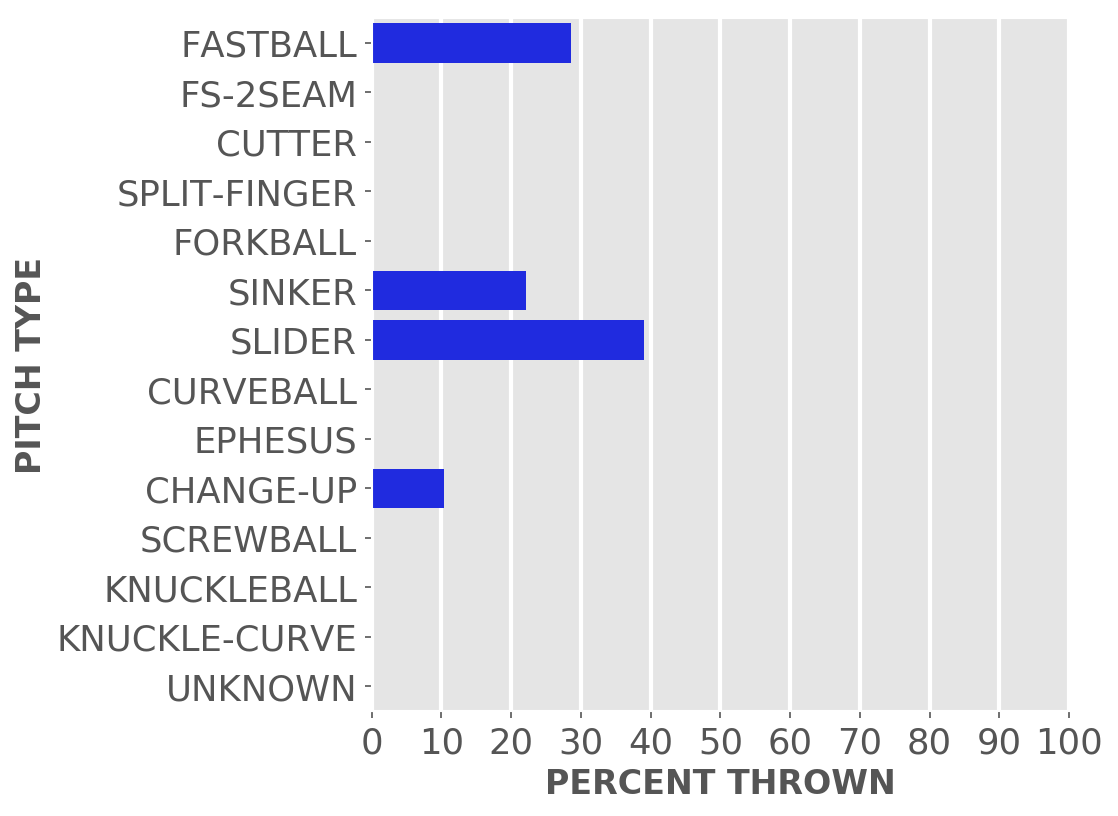 FASTBALL
FS-2SEAM
CUTTER
SPLIT-FINGER
FORKBALL
SINKER
SLIDER
CURVEBALL
EPHESUS
CHANGE-UP
SCREWBALL
KNUCKLEBALL
KNUCKLE-CURVE
UNKNOWN
PITCH TYPE
0 10 20 30 40 50 60 70 80 90 100
PERCENT THROWN